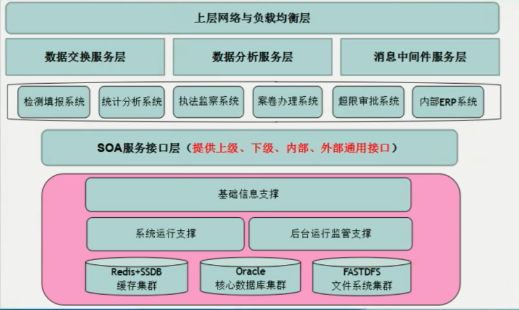 上层网络与负载均衡层
数据交换服务层 数据分析服务层 消息中间件服务层
检测填报系统 统计分析系统 执法监察系统 案卷办理系统 超限审批系统 内部ERP系统
SOA服务接口层（提供上级、下级、内部、外部通用接口）
基础信息支撑
系统运行支撑 后台运行监管支撑
Redis+SSDB Oracle FASTDFS
缓存集群 核心数据库集群 文件系统集群